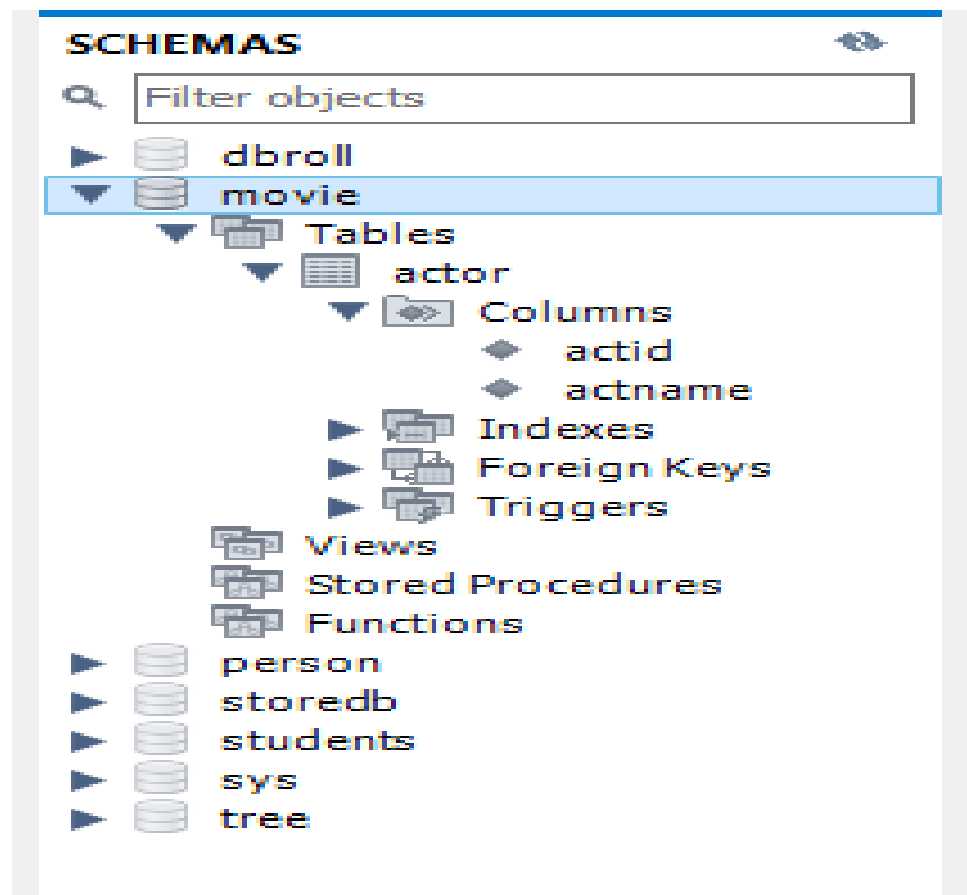 SCHEMAS
Filter objects
dbroll
movie
Tables
actor
Columns
actid
actname
Indexes
Foreign Keys
Triggers
Views
Stored Procedures
Functions
person
storedb
students
sys
tree